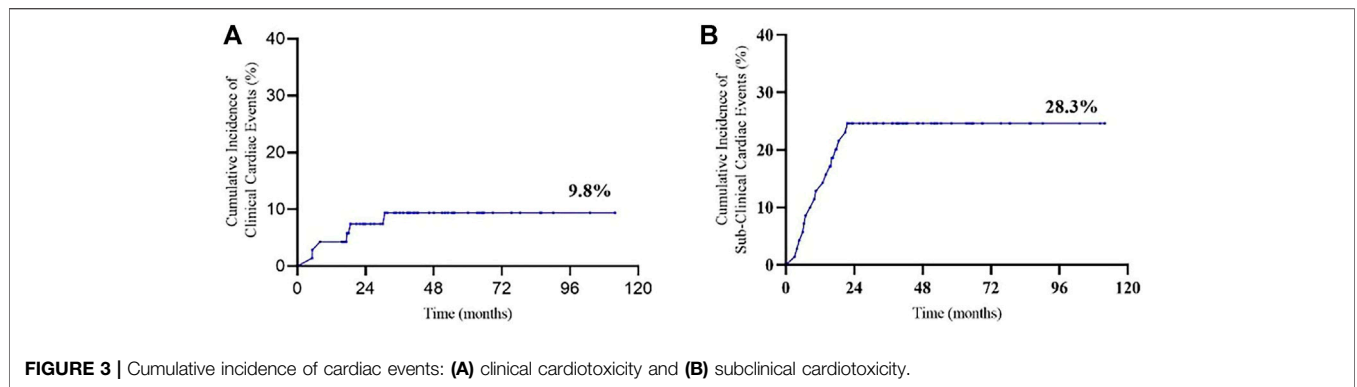 A
Cumulative Incidence of
Clinical Cardiac Events (%)
40
30
20
10
0
9.8%
0 24 48 72 96 120
Time (months)
B
Cumulative Incidence of
Sub-Clinical Cardiac Events (%)
40
30
20
10
0
28.3%
0 24 48 72 96 120
Time (months)
FIGURE 3 | Cumulative incidence of cardiac events: (A) clinical cardiotoxicity and (B) subclinical cardiotoxicity.